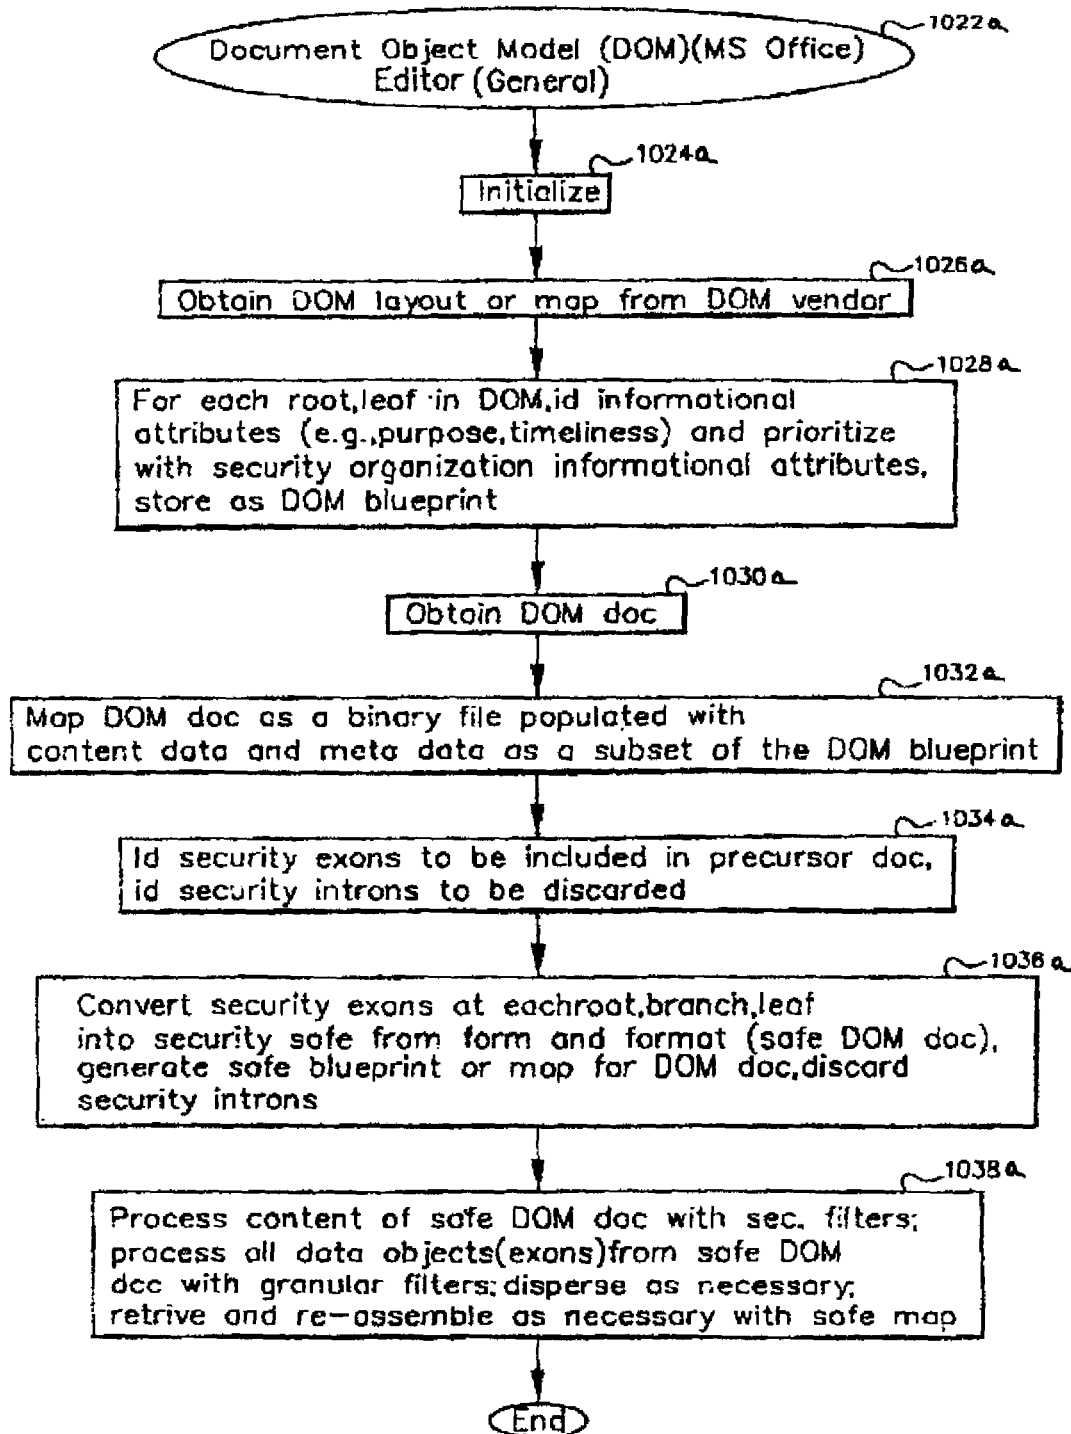 1022a
Document Object Model (DOM)(MS Office)
Editor (General)
1024a
Initialize
1026a
Obtain DOM layout or map from DOM vendor
1028a
For each root,leaf in DOM,id informational
attributes (e.g.,purpose,timeliness) and prioritize
with security organization informational attributes,
store as DOM blueprint
1030a
Obtain DOM doc
1032a
Map DOM doc as a binary file populated with
content data and meta data as a subset of the DOM blueprint
1034a
Id security exons to be included in precursor doc,
id security introns to be discarded
1036a
Convert security exons at eachroot,branch,leaf
into security safe from form and format (safe DOM doc),
generate safe blueprint or map for DOM doc,discard
security introns
1038a
Process content of safe DOM doc with sec. filters;
process all data objects(exons)from safe DOM
doc with granular filters; disperse as necessary;
retrive and re-assemble as necessary with safe map
End